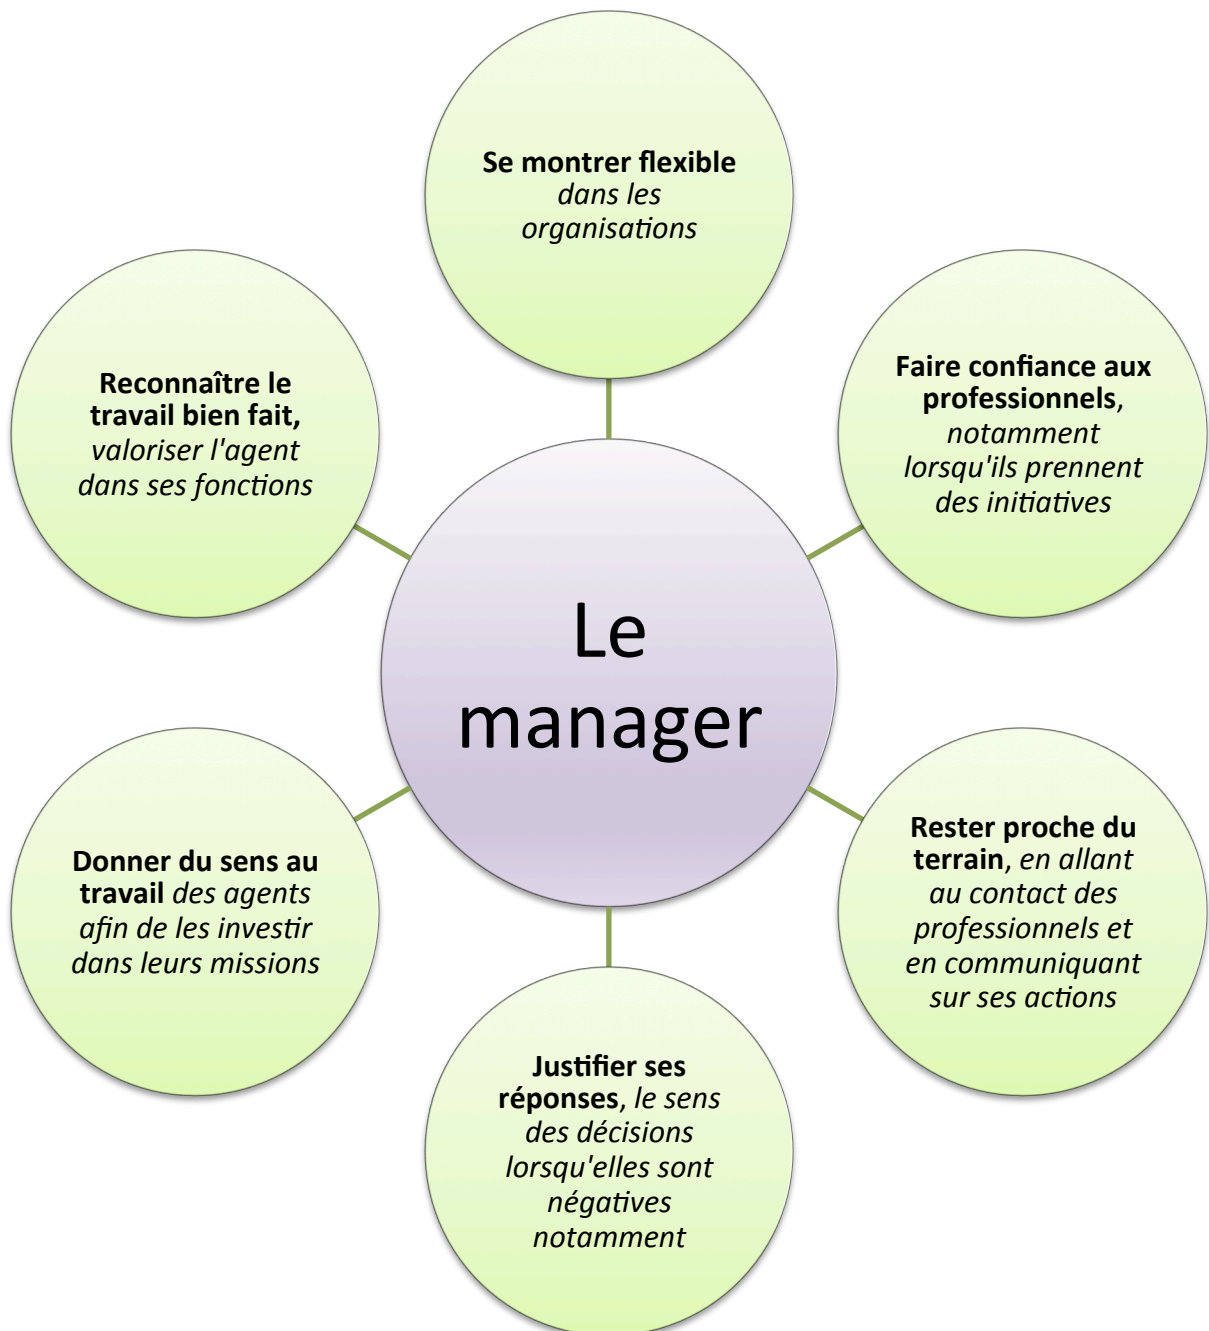 Se montrer flexible
dans les
organisations
Faire confiance aux
professionnels,
notamment
lorsqu'ils prennent
des initiatives
Rester proche du
terrain, en allant
au contact des
professionnels et
en communiquant
sur ses actions
Justifier ses
réponses, le sens
des décisions
lorsqu'elles sont
négatives
notamment
Donner du sens au
travail des agents
afin de les investir
dans leurs missions
Reconnaître le
travail bien fait,
valoriser l'agent
dans ses fonctions
Le
manager